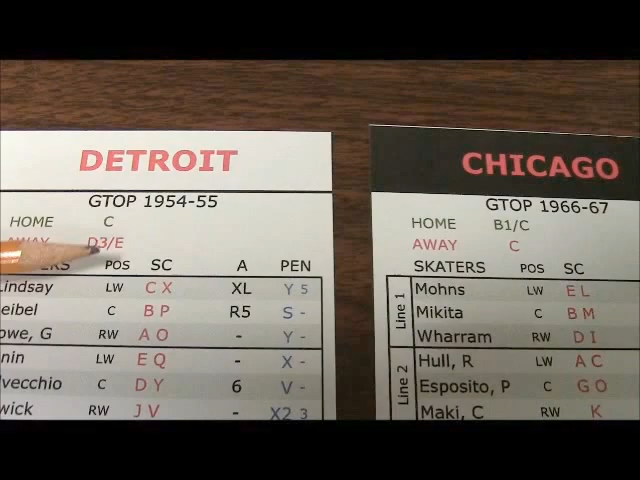 DETROIT
GTOP 1954-55
HOME C
AWAY D3/E
POS SC A PEN
Lindsay LW C X XL Y 5
eibel C B P R5 S -
owe, G RW A O - Y -
nin LW E Q - X -
lvecchio C D Y 6 V -
wick RW J V - X2 3
CHICAGO
GTOP 1966-67
HOME B1/C
AWAY C
SKATERS POS SC
Line 1
Mohns LW E L
Mikita C B M
Wharram RW D I
Line 2
Hull, R LW A C
Esposito, P C G O
Maki, C RW K